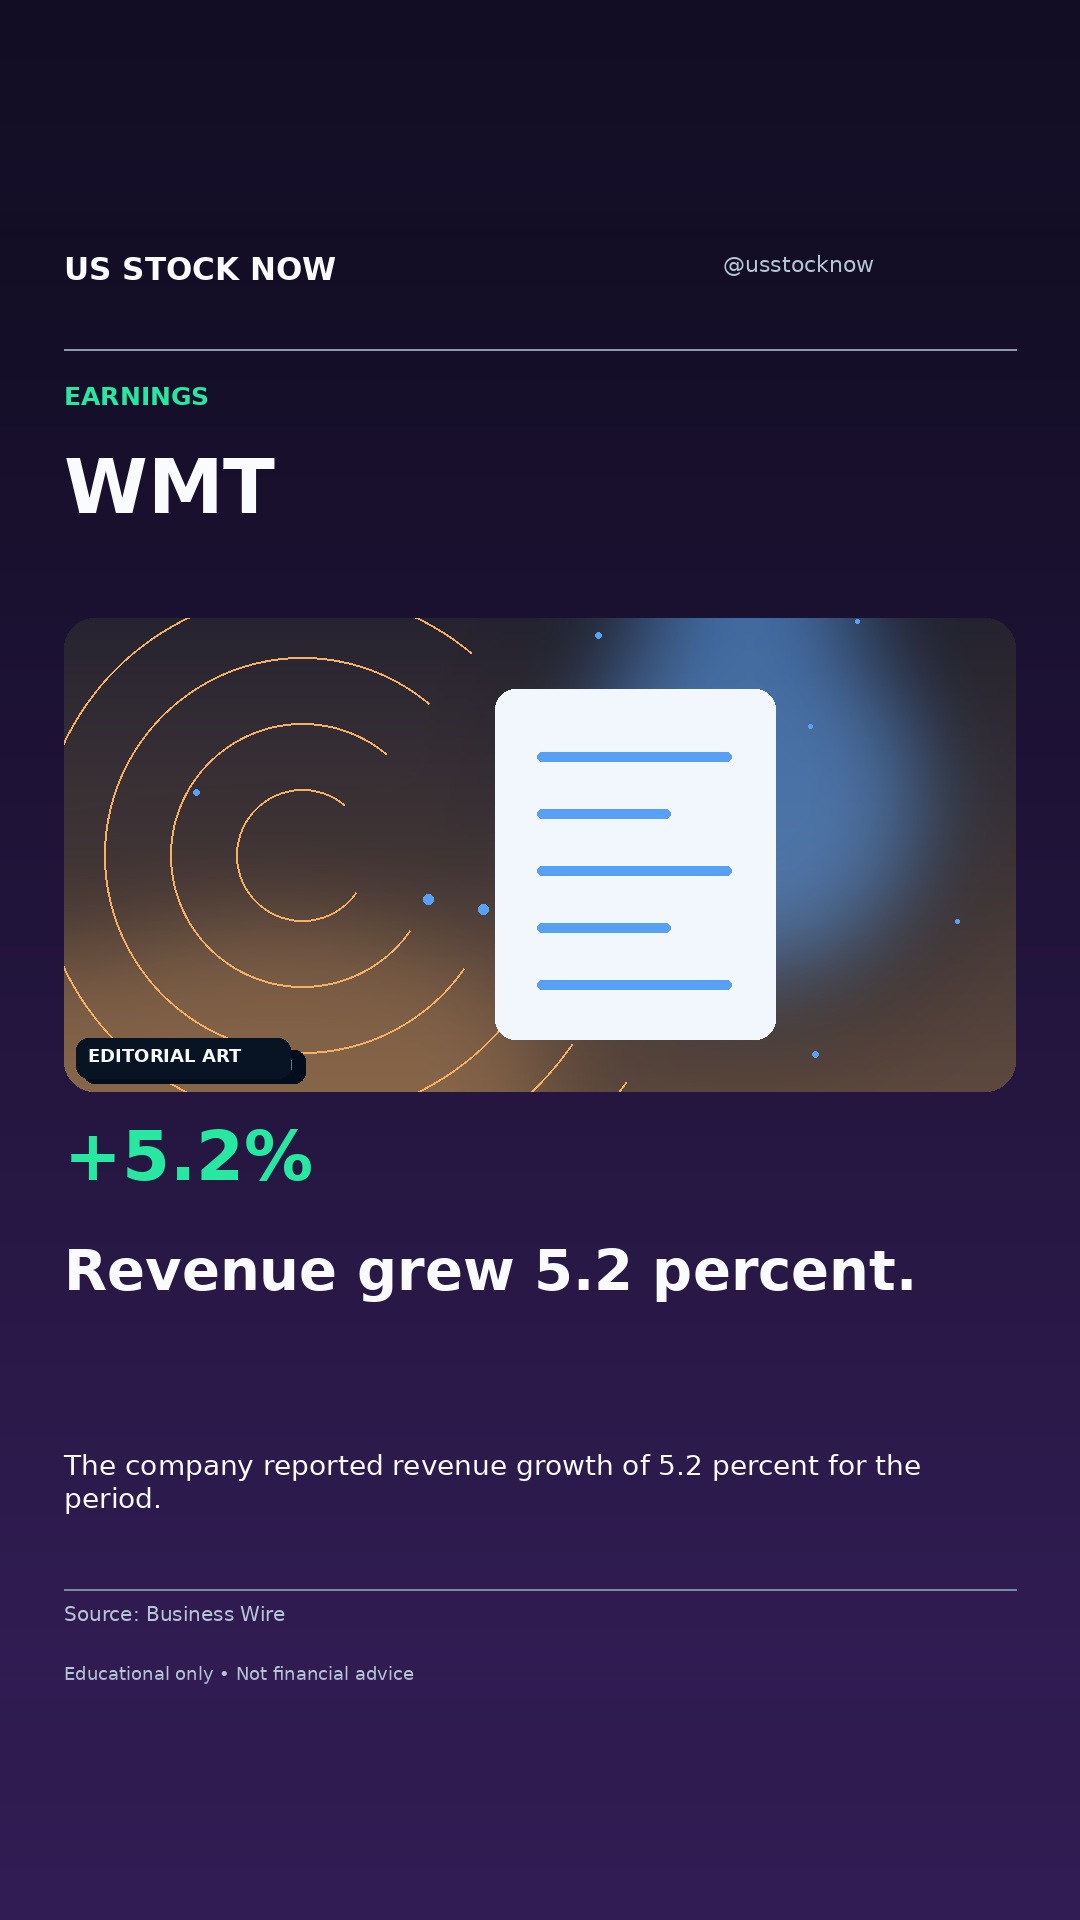 US STOCK NOW
@usstocknow
EARNINGS
WMT
EDITORIAL ART
+5.2%
Revenue grew 5.2 percent.
The company reported revenue growth of 5.2 percent for the
period.
Source: Business Wire
Educational only • Not financial advice